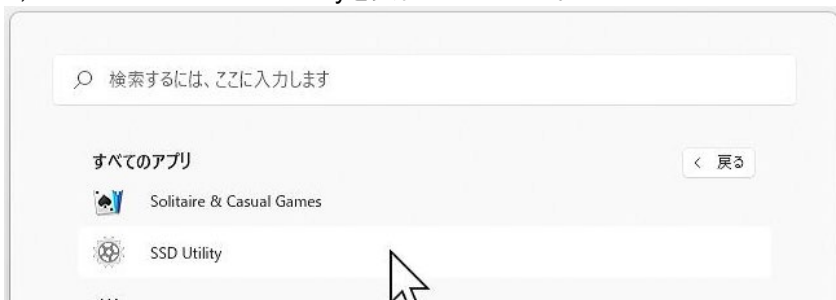 検索するには、ここに入力します
すべてのアプリ
< 戻る
Solitaire & Casual Games
SSD Utility